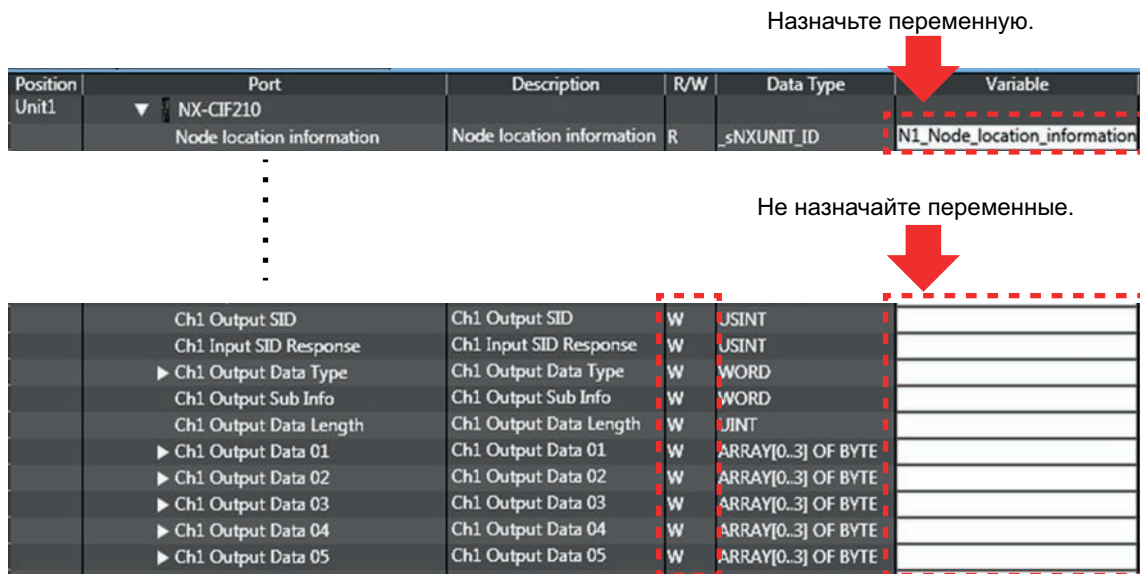 Назначьте переменную.
Position Port Description R/W Data Type Variable
Unit1 ▼ NX-CIF210
Node location information Node location information R _sNXUNIT_ID N1_Node_location_information
Не назначайте переменные.
Ch1 Output SID Ch1 Output SID W USINT
Ch1 Input SID Response Ch1 Input SID Response W USINT
▶ Ch1 Output Data Type Ch1 Output Data Type W WORD
Ch1 Output Sub Info Ch1 Output Sub Info W WORD
Ch1 Output Data Length Ch1 Output Data Length W UINT
▶ Ch1 Output Data 01 Ch1 Output Data 01 W ARRAY[0..3] OF BYTE
▶ Ch1 Output Data 02 Ch1 Output Data 02 W ARRAY[0..3] OF BYTE
▶ Ch1 Output Data 03 Ch1 Output Data 03 W ARRAY[0..3] OF BYTE
▶ Ch1 Output Data 04 Ch1 Output Data 04 W ARRAY[0..3] OF BYTE
▶ Ch1 Output Data 05 Ch1 Output Data 05 W ARRAY[0..3] OF BYTE